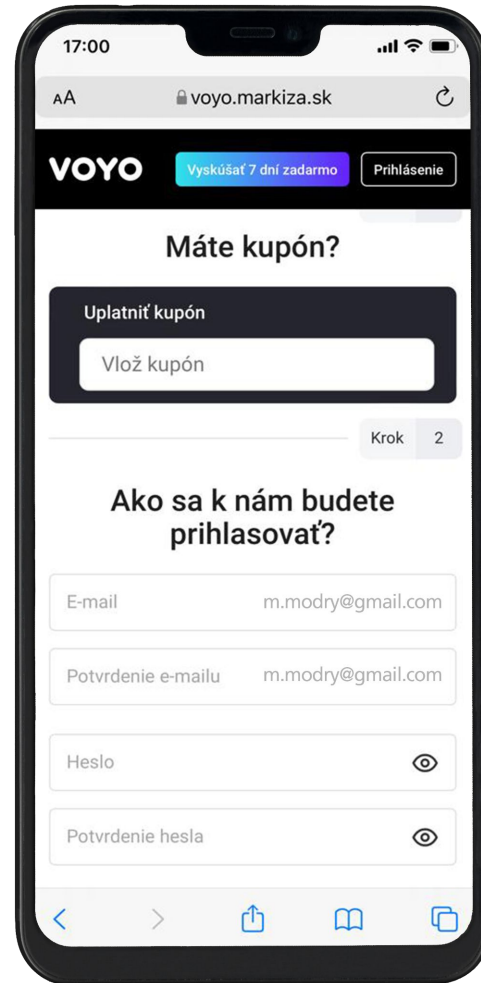 17:00
AA voyo.markiza.sk
VOYO Vyskúšať 7 dní zadarmo Prihlásenie
Máte kupón?
Uplatniť kupón
Vlož kupón
Krok 2
Ako sa k nám budete
prihlasovať?
E-mail m.modry@gmail.com
Potvrdenie e-mailu m.modry@gmail.com
Heslo
Potvrdenie hesla